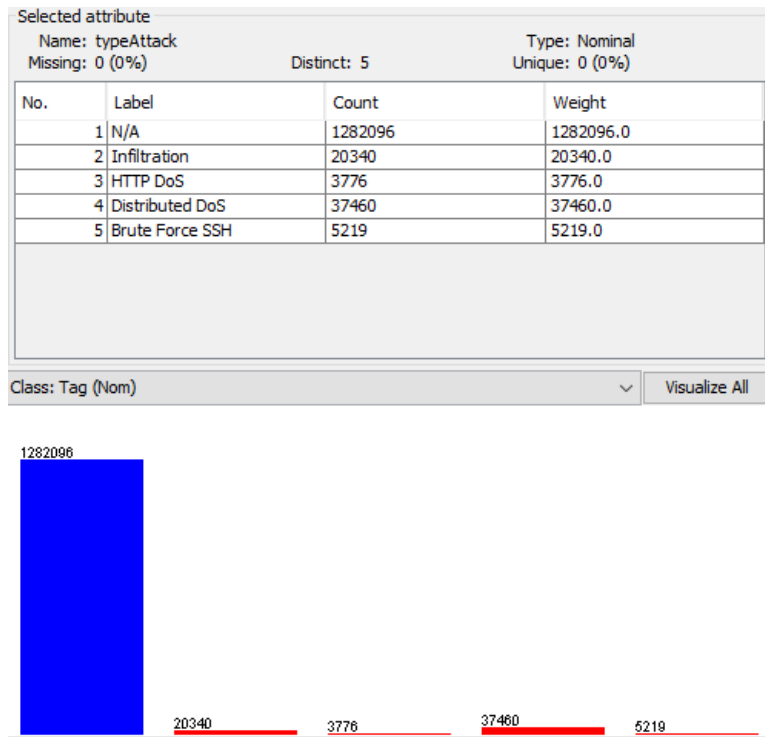 Selected attribute
Name: typeAttack Type: Nominal
Missing: 0 (0%) Distinct: 5 Unique: 0 (0%)
No. Label Count Weight
1 N/A 1282096 1282096.0
2 Infiltration 20340 20340.0
3 HTTP DoS 3776 3776.0
4 Distributed DoS 37460 37460.0
5 Brute Force SSH 5219 5219.0
Class: Tag (Nom) Visualize All
1282096
20340 3776 37460 5219